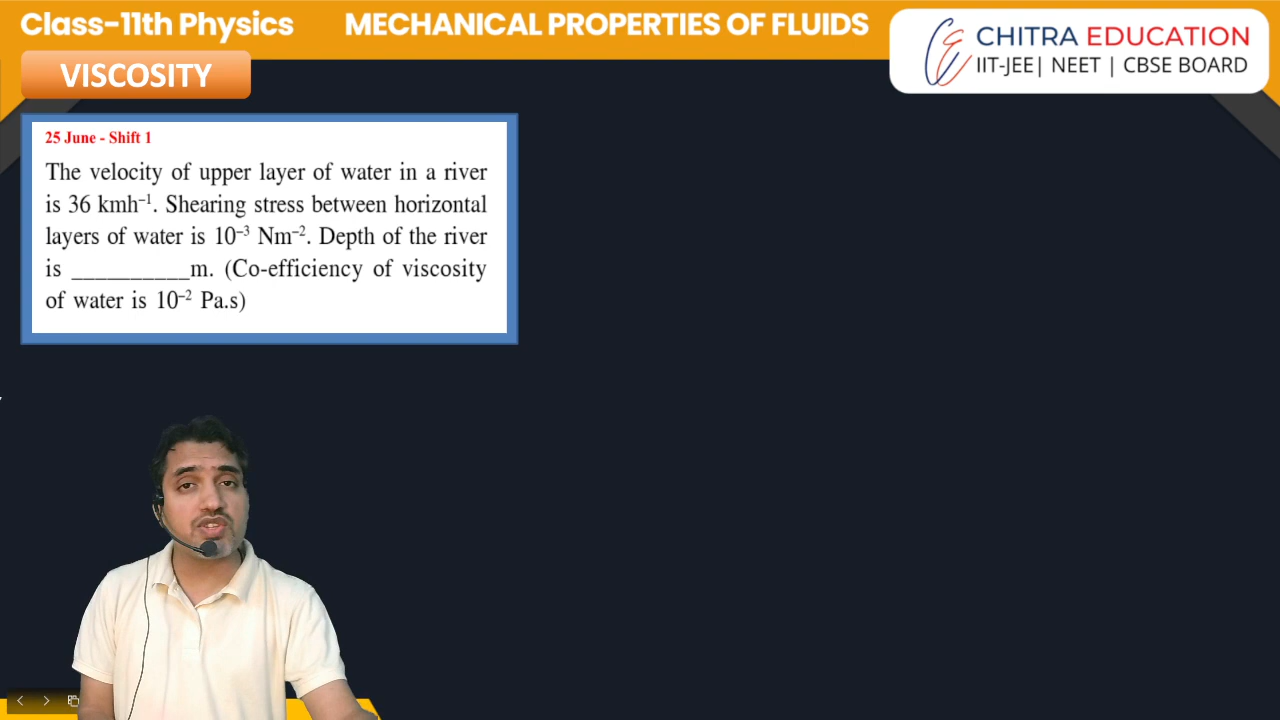 Class-11th Physics
MECHANICAL PROPERTIES OF FLUIDS
CHITRA EDUCATION
IIT-JEE| NEET | CBSE BOARD
VISCOSITY
25 June - Shift 1
The velocity of upper layer of water in a river
is 36 kmh⁻¹. Shearing stress between horizontal
layers of water is 10⁻³ Nm⁻². Depth of the river
is __________m. (Co-efficiency of viscosity
of water is 10⁻² Pa.s)